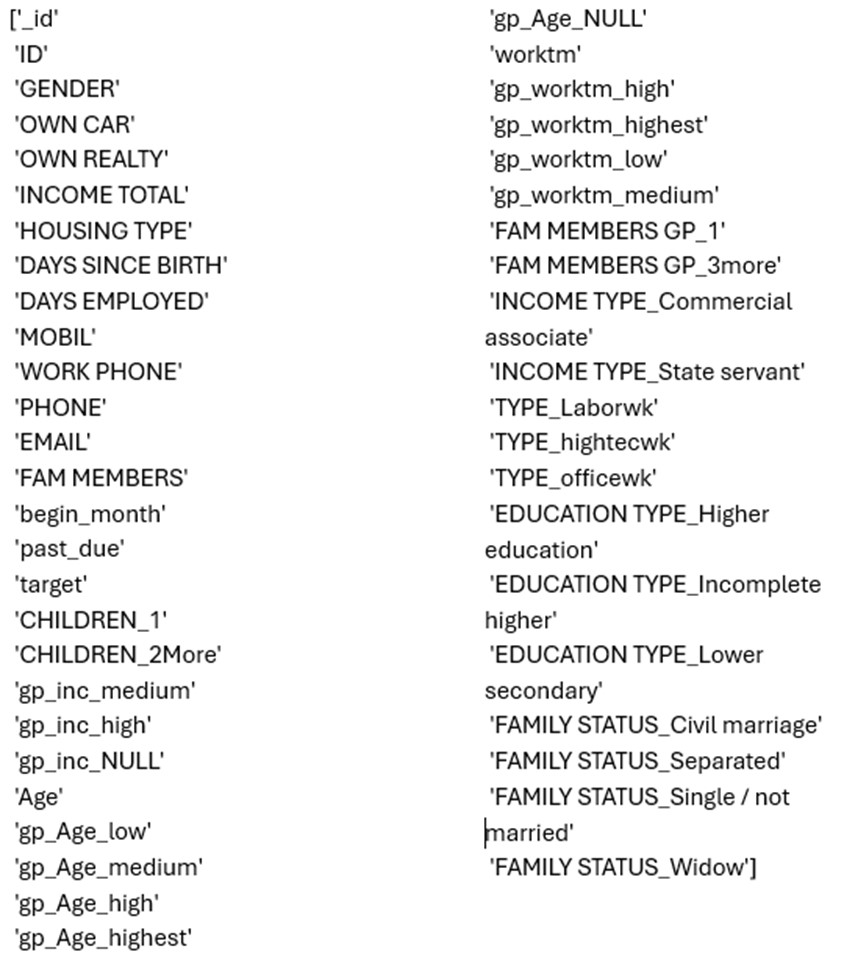 ['_id'
'ID'
'GENDER'
'OWN CAR'
'OWN REALTY'
'INCOME TOTAL'
'HOUSING TYPE'
'DAYS SINCE BIRTH'
'DAYS EMPLOYED'
'MOBIL'
'WORK PHONE'
'PHONE'
'EMAIL'
'FAM MEMBERS'
'begin_month'
'past_due'
'target'
'CHILDREN_1'
'CHILDREN_2More'
'gp_inc_medium'
'gp_inc_high'
'gp_inc_NULL'
'Age'
'gp_Age_low'
'gp_Age_medium'
'gp_Age_high'
'gp_Age_highest'
'gp_Age_NULL'
'worktm'
'gp_worktm_high'
'gp_worktm_highest'
'gp_worktm_low'
'gp_worktm_medium'
'FAM MEMBERS GP_1'
'FAM MEMBERS GP_3more'
'INCOME TYPE_Commercial
associate'
'INCOME TYPE_State servant'
'TYPE_Laborwk'
'TYPE_hightecwk'
'TYPE_officewk'
'EDUCATION TYPE_Higher
education'
'EDUCATION TYPE_Incomplete
higher'
'EDUCATION TYPE_Lower
secondary'
'FAMILY STATUS_Civil marriage'
'FAMILY STATUS_Separated'
'FAMILY STATUS_Single / not
married'
'FAMILY STATUS_Widow']